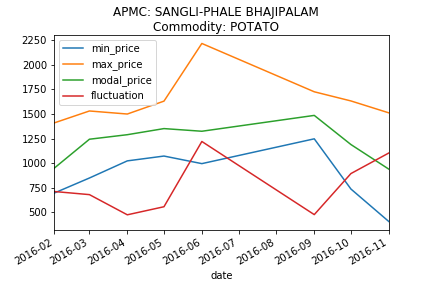 APMC: SANGLI-PHALE BHAJIPALAM
Commodity: POTATO
2250
2000
1750
1500
1250
1000
750
500
min_price
max_price
modal_price
fluctuation
2016-02
2016-03
2016-04
2016-05
2016-06
2016-07
2016-08
2016-09
2016-10
2016-11
date